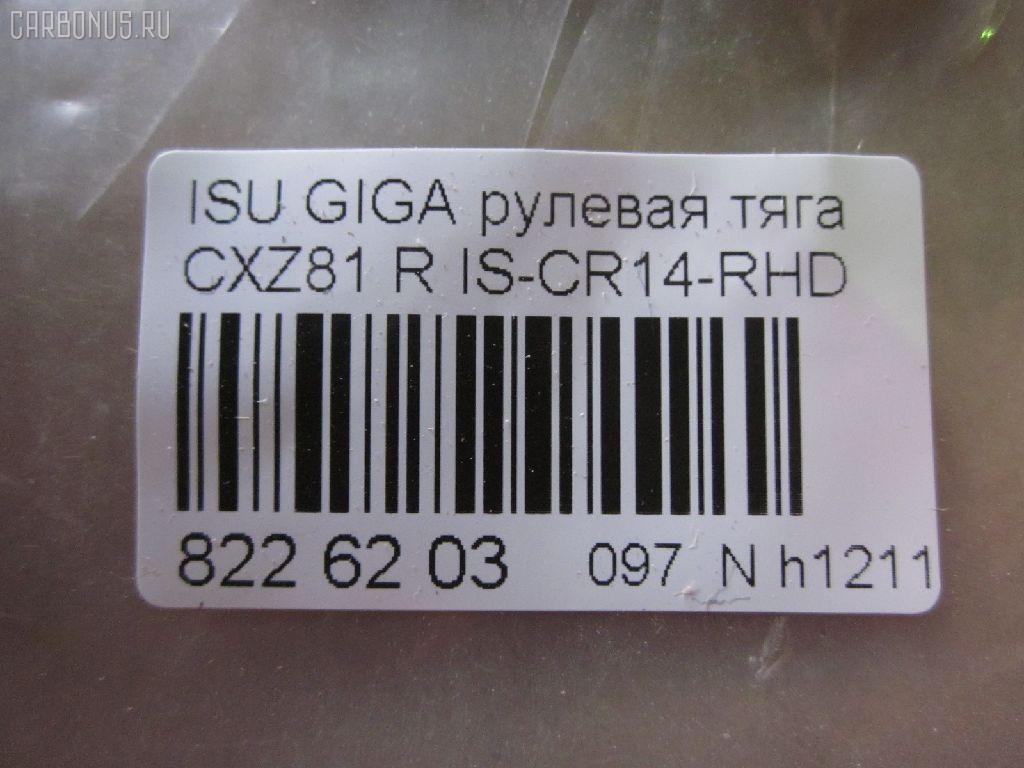 CARBONUS.RU
ISU GIGA рулевая тяга
CXZ81 R IS-CR14-RHD
822 62 03 097 N h1211